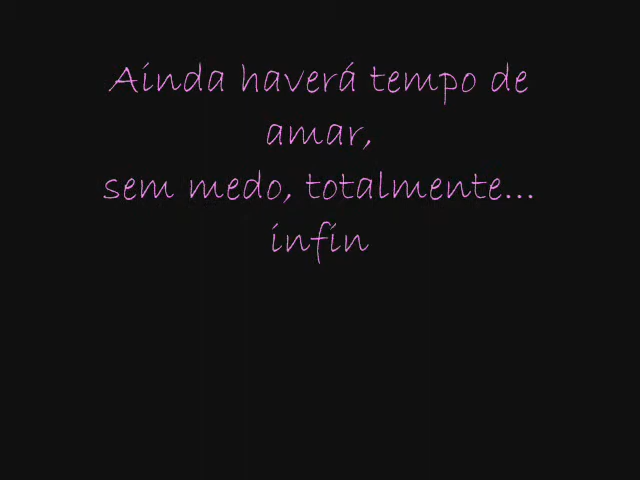 Ainda haverá tempo de
amar,
sem medo, totalmente...
infin